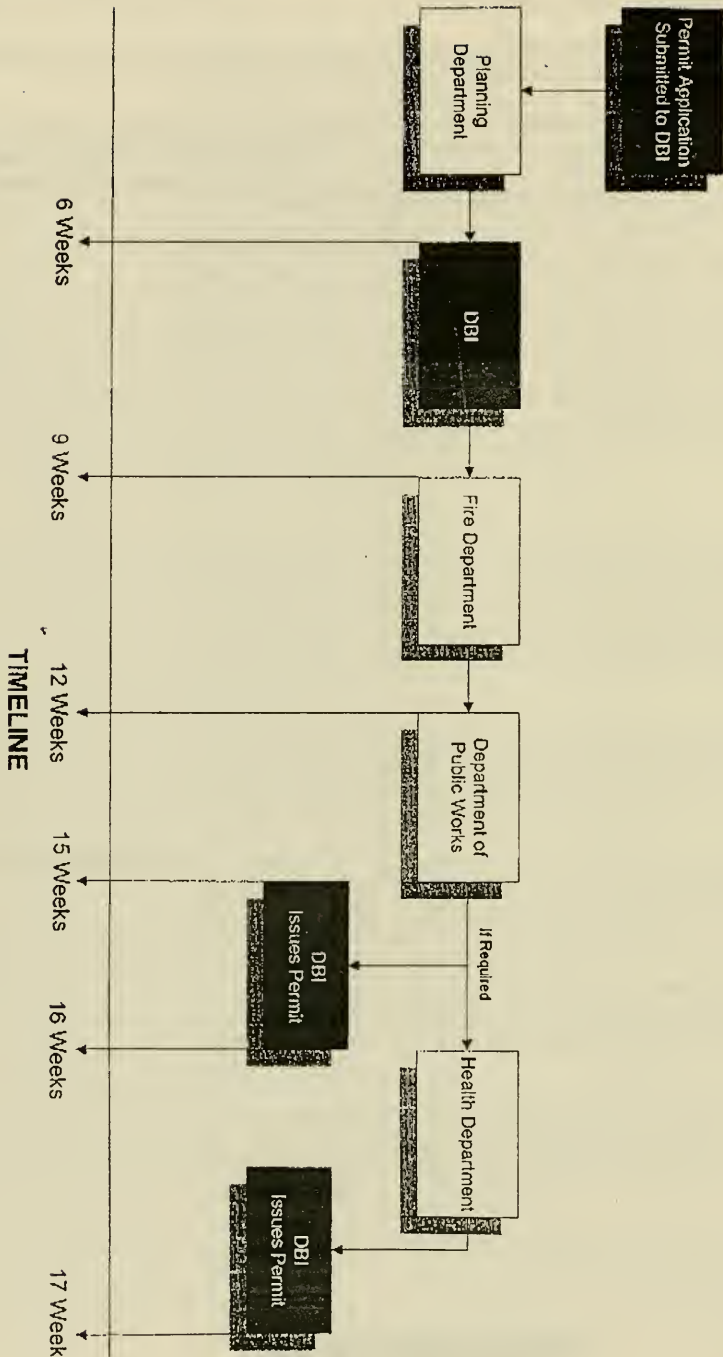 Permit Application
Submitted to DBI
Planning
Department
DBI
Fire Department
Department of
Public Works
If Required
Health Department
DBI
Issues Permit
DBI
Issues Permit
6 Weeks
9 Weeks
12 Weeks
15 Weeks
16 Weeks
17 Week
TIMELINE